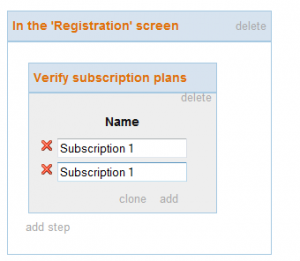 In the 'Registration' screen delete
Verify subscription plans
delete
Name
Subscription 1
Subscription 1
clone add
add step